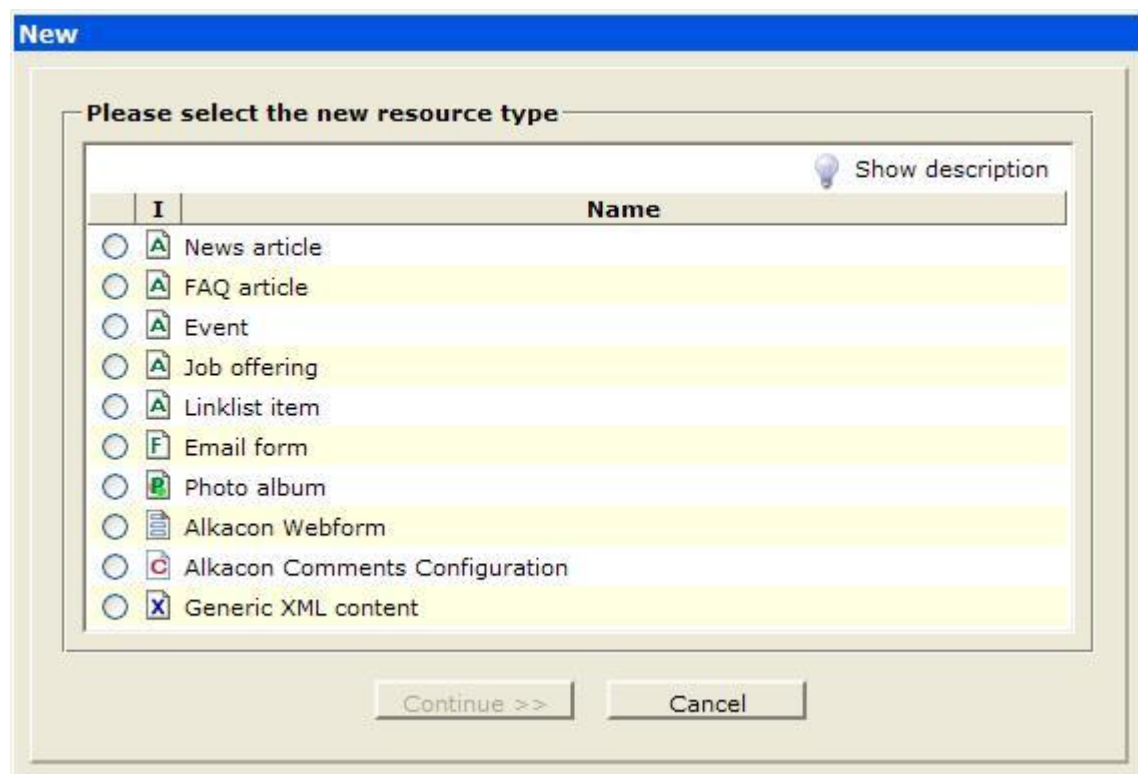 New
Please select the new resource type
Show description
I Name
A News article
A FAQ article
A Event
A Job offering
A Linklist item
F Email form
P Photo album
Alkacon Webform
C Alkacon Comments Configuration
X Generic XML content
Continue >> Cancel